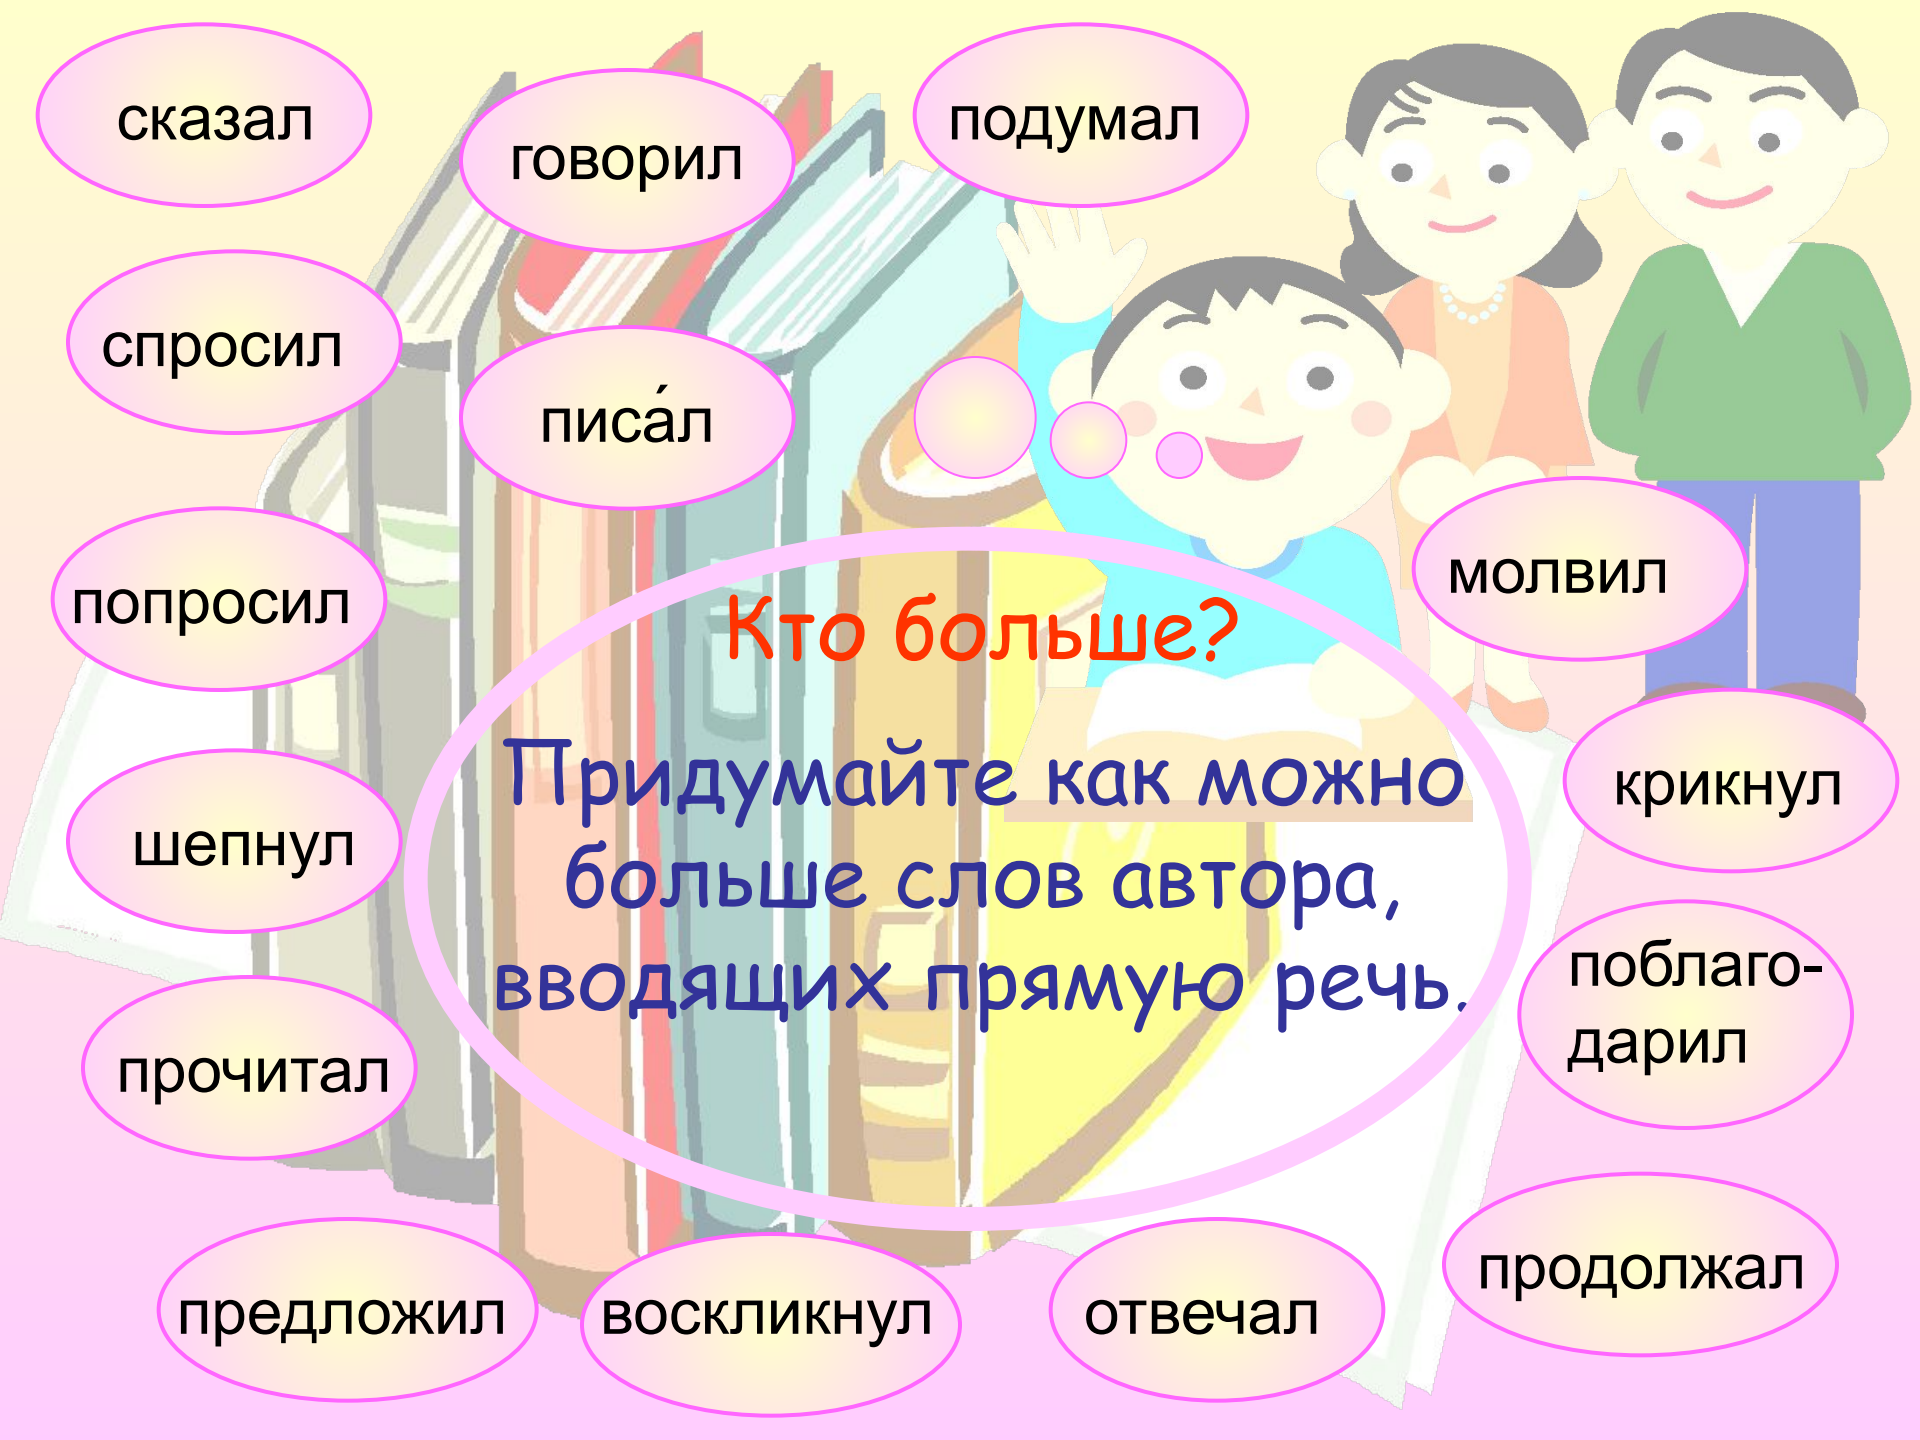 сказал
говорил
подумал
спросил
писа́л
попросил
молвил
Кто больше?
Придумайте как можно
больше слов автора,
вводящих прямую речь.
крикнул
шепнул
поблаго-
дарил
прочитал
продолжал
предложил
воскликнул
отвечал